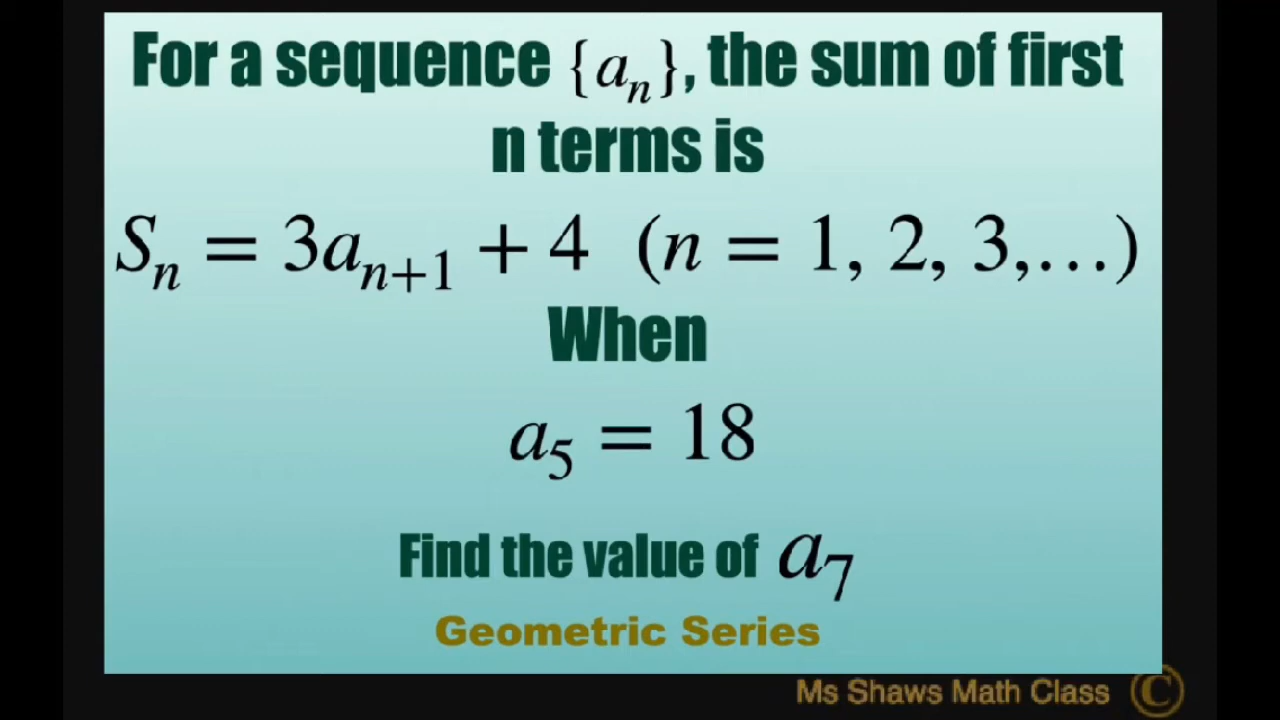 For a sequence {aₙ}, the sum of first
n terms is
Sₙ = 3aₙ₊₁ + 4 (n = 1, 2, 3,…)
When
a₅ = 18
Find the value of a₇
Geometric Series
Ms Shaws Math Class ©